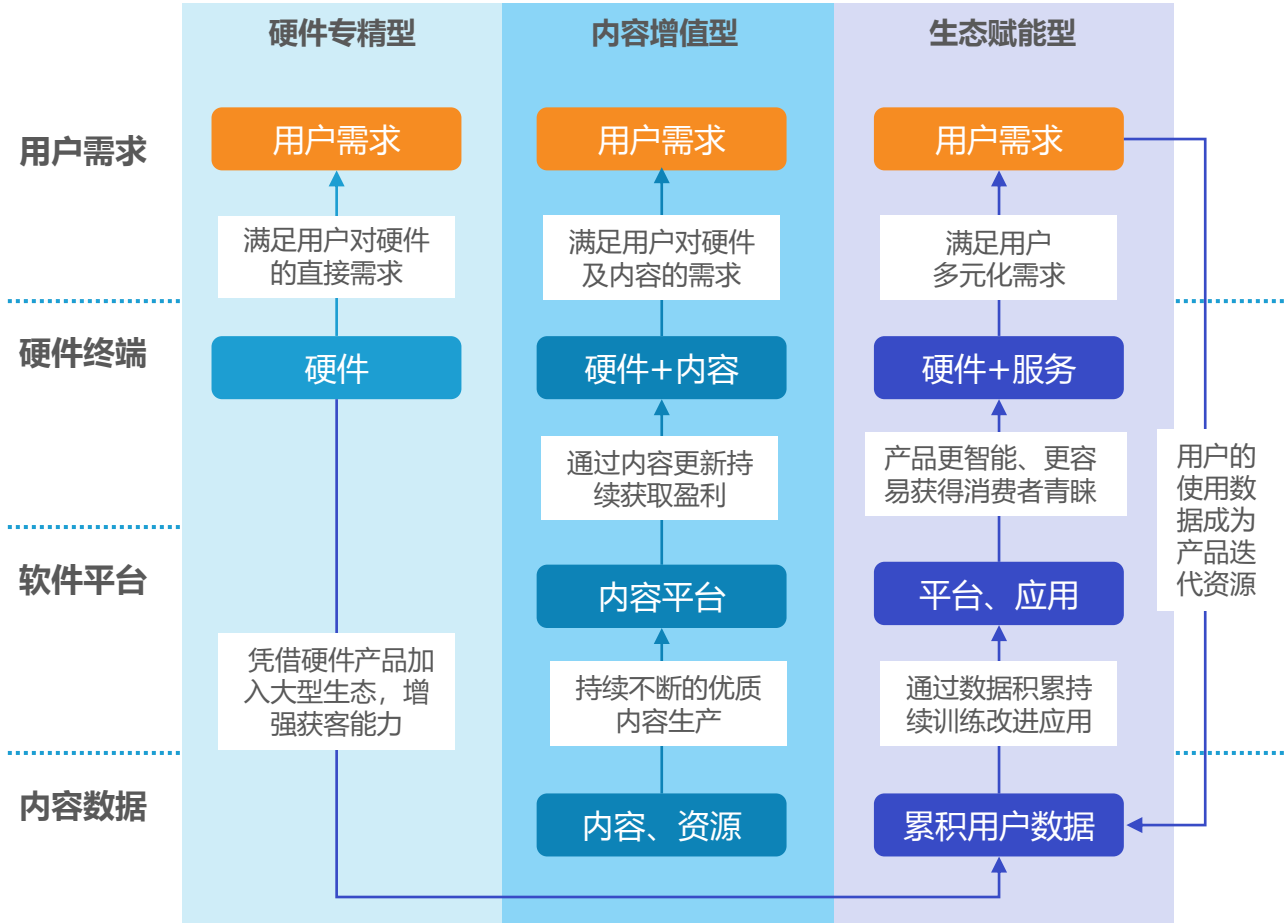 硬件专精型
内容增值型
生态赋能型
用户需求
用户需求
用户需求
用户需求
满足用户对硬件
的直接需求
满足用户对硬件
及内容的需求
满足用户
多元化需求
硬件终端
硬件
硬件+内容
硬件+服务
通过内容更新持
续获取盈利
产品更智能、更容
易获得消费者青睐
用户的
使用数
据成为
产品迭
代资源
软件平台
内容平台
平台、应用
凭借硬件产品加
入大型生态，增
强获客能力
持续不断的优质
内容生产
通过数据积累持
续训练改进应用
内容数据
内容、资源
累积用户数据